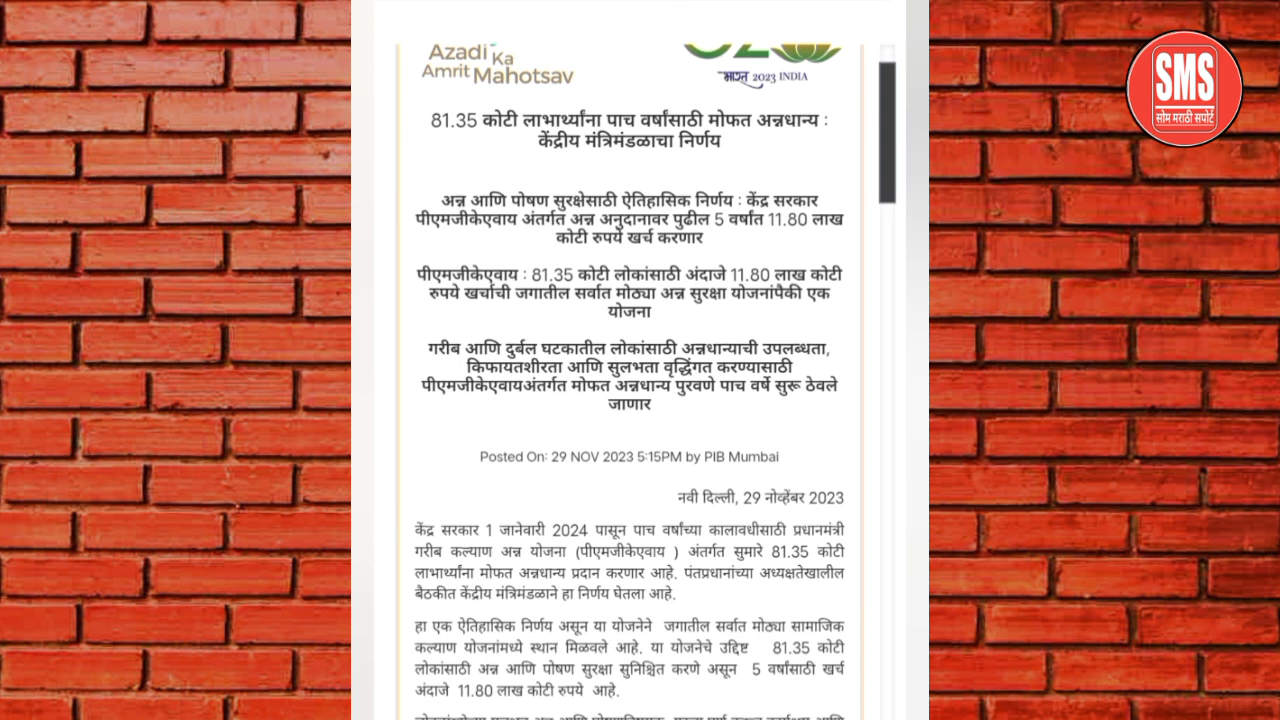 Azadi Ka
Amrit Mahotsav
भारत 2023 INDIA
SMS
सोम मराठी सपोर्ट
81.35 कोटी लाभार्थ्यांना पाच वर्षांसाठी मोफत अन्नधान्य :
केंद्रीय मंत्रिमंडळाचा निर्णय
अन्न आणि पोषण सुरक्षेसाठी ऐतिहासिक निर्णय : केंद्र सरकार
पीएमजीकेएवाय अंतर्गत अन्न अनुदानावर पुढील 5 वर्षांत 11.80 लाख
कोटी रुपये खर्च करणार
पीएमजीकेएवाय : 81.35 कोटी लोकांसाठी अंदाजे 11.80 लाख कोटी
रुपये खर्चाची जगातील सर्वात मोठ्या अन्न सुरक्षा योजनांपैकी एक
योजना
गरीब आणि दुर्बल घटकातील लोकांसाठी अन्नधान्याची उपलब्धता,
किफायतशीरता आणि सुलभता वृद्धिंगत करण्यासाठी
पीएमजीकेएवायअंतर्गत मोफत अन्नधान्य पुरवणे पाच वर्षे सुरू ठेवले
जाणार
Posted On: 29 NOV 2023 5:15PM by PIB Mumbai
नवी दिल्ली, 29 नोव्हेंबर 2023
केंद्र सरकार 1 जानेवारी 2024 पासून पाच वर्षांच्या कालावधीसाठी प्रधानमंत्री
गरीब कल्याण अन्न योजना (पीएमजीकेएवाय ) अंतर्गत सुमारे 81.35 कोटी
लाभार्थ्यांना मोफत अन्नधान्य प्रदान करणार आहे. पंतप्रधानांच्या अध्यक्षतेखालील
बैठकीत केंद्रीय मंत्रिमंडळाने हा निर्णय घेतला आहे.
हा एक ऐतिहासिक निर्णय असून या योजनेने जगातील सर्वात मोठ्या सामाजिक
कल्याण योजनांमध्ये स्थान मिळवले आहे. या योजनेचे उद्दिष्ट 81.35 कोटी
लोकांसाठी अन्न आणि पोषण सुरक्षा सुनिश्चित करणे असून 5 वर्षांसाठी खर्च
अंदाजे 11.80 लाख कोटी रुपये आहे.